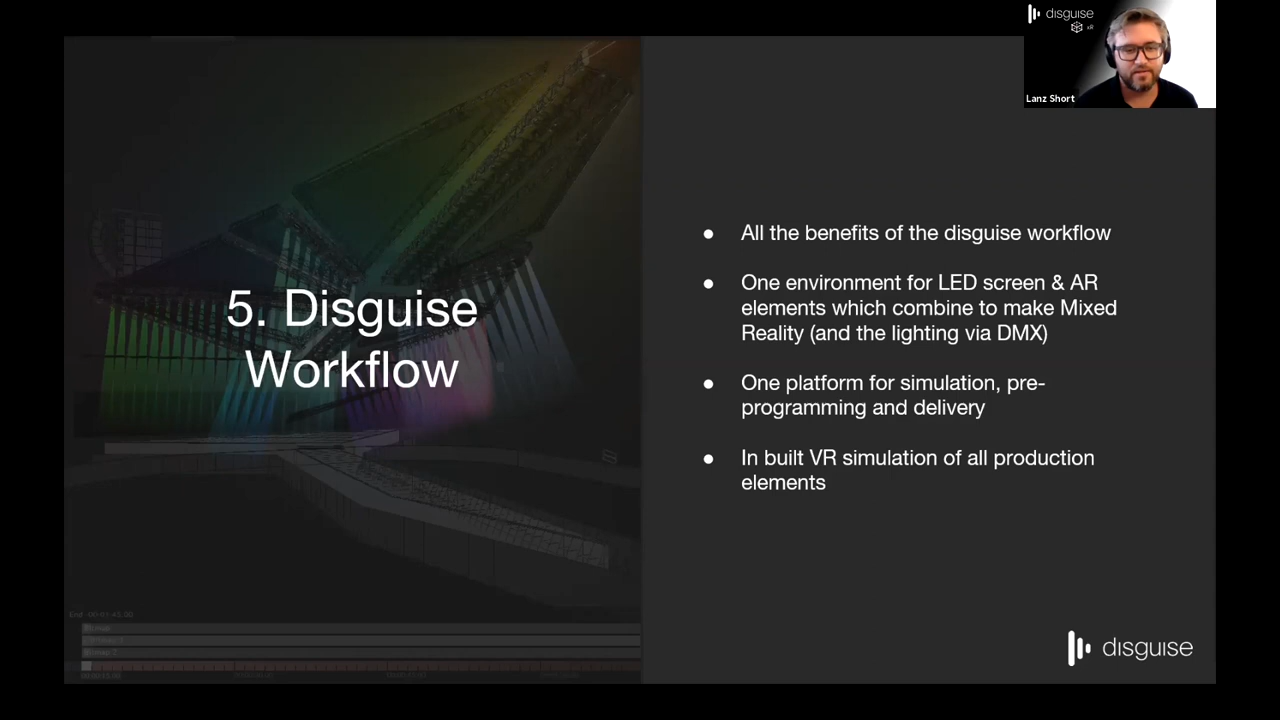 disguise
xR
Lanz Short
5. Disguise
Workflow
● All the benefits of the disguise workflow
● One environment for LED screen & AR
elements which combine to make Mixed
Reality (and the lighting via DMX)
● One platform for simulation, pre-
programming and delivery
● In built VR simulation of all production
elements
disguise